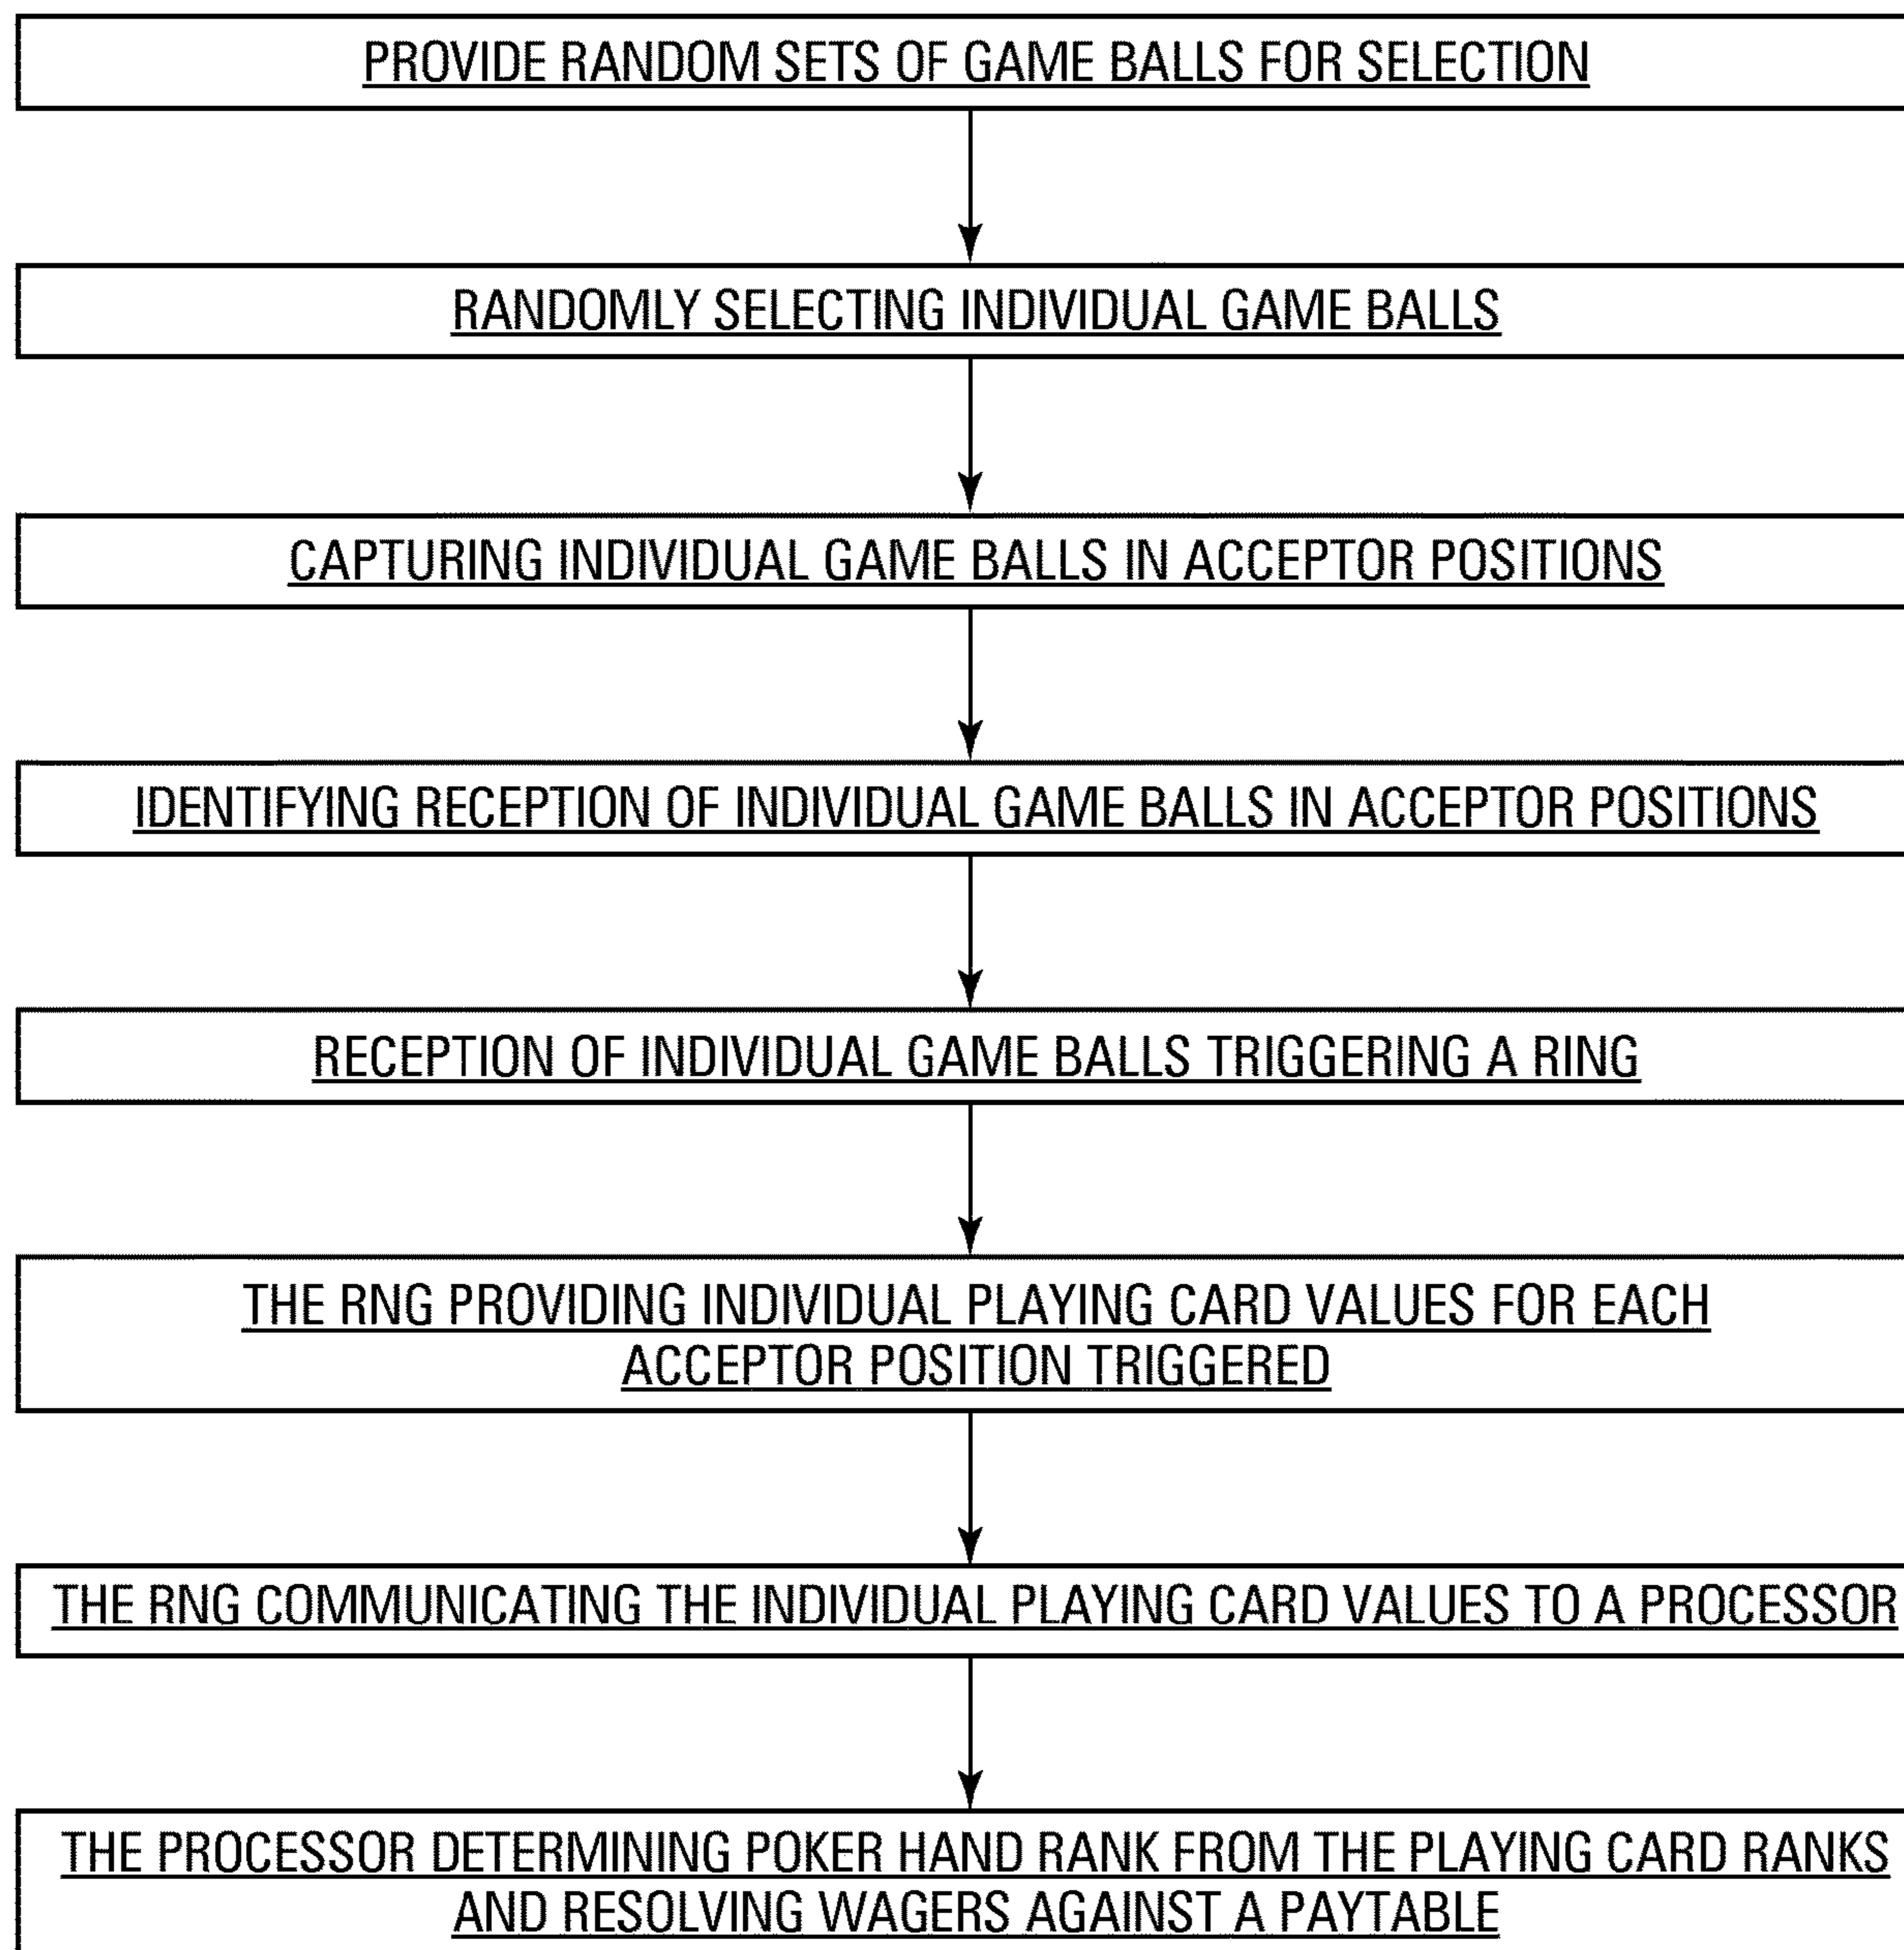 PROVIDE RANDOM SETS OF GAME BALLS FOR SELECTION
RANDOMLY SELECTING INDIVIDUAL GAME BALLS
CAPTURING INDIVIDUAL GAME BALLS IN ACCEPTOR POSITIONS
IDENTIFYING RECEPTION OF INDIVIDUAL GAME BALLS IN ACCEPTOR POSITIONS
RECEPTION OF INDIVIDUAL GAME BALLS TRIGGERING A RING
THE RNG PROVIDING INDIVIDUAL PLAYING CARD VALUES FOR EACH
ACCEPTOR POSITION TRIGGERED
THE RNG COMMUNICATING THE INDIVIDUAL PLAYING CARD VALUES TO A PROCESSOR
THE PROCESSOR DETERMINING POKER HAND RANK FROM THE PLAYING CARD RANKS
AND RESOLVING WAGERS AGAINST A PAYTABLE